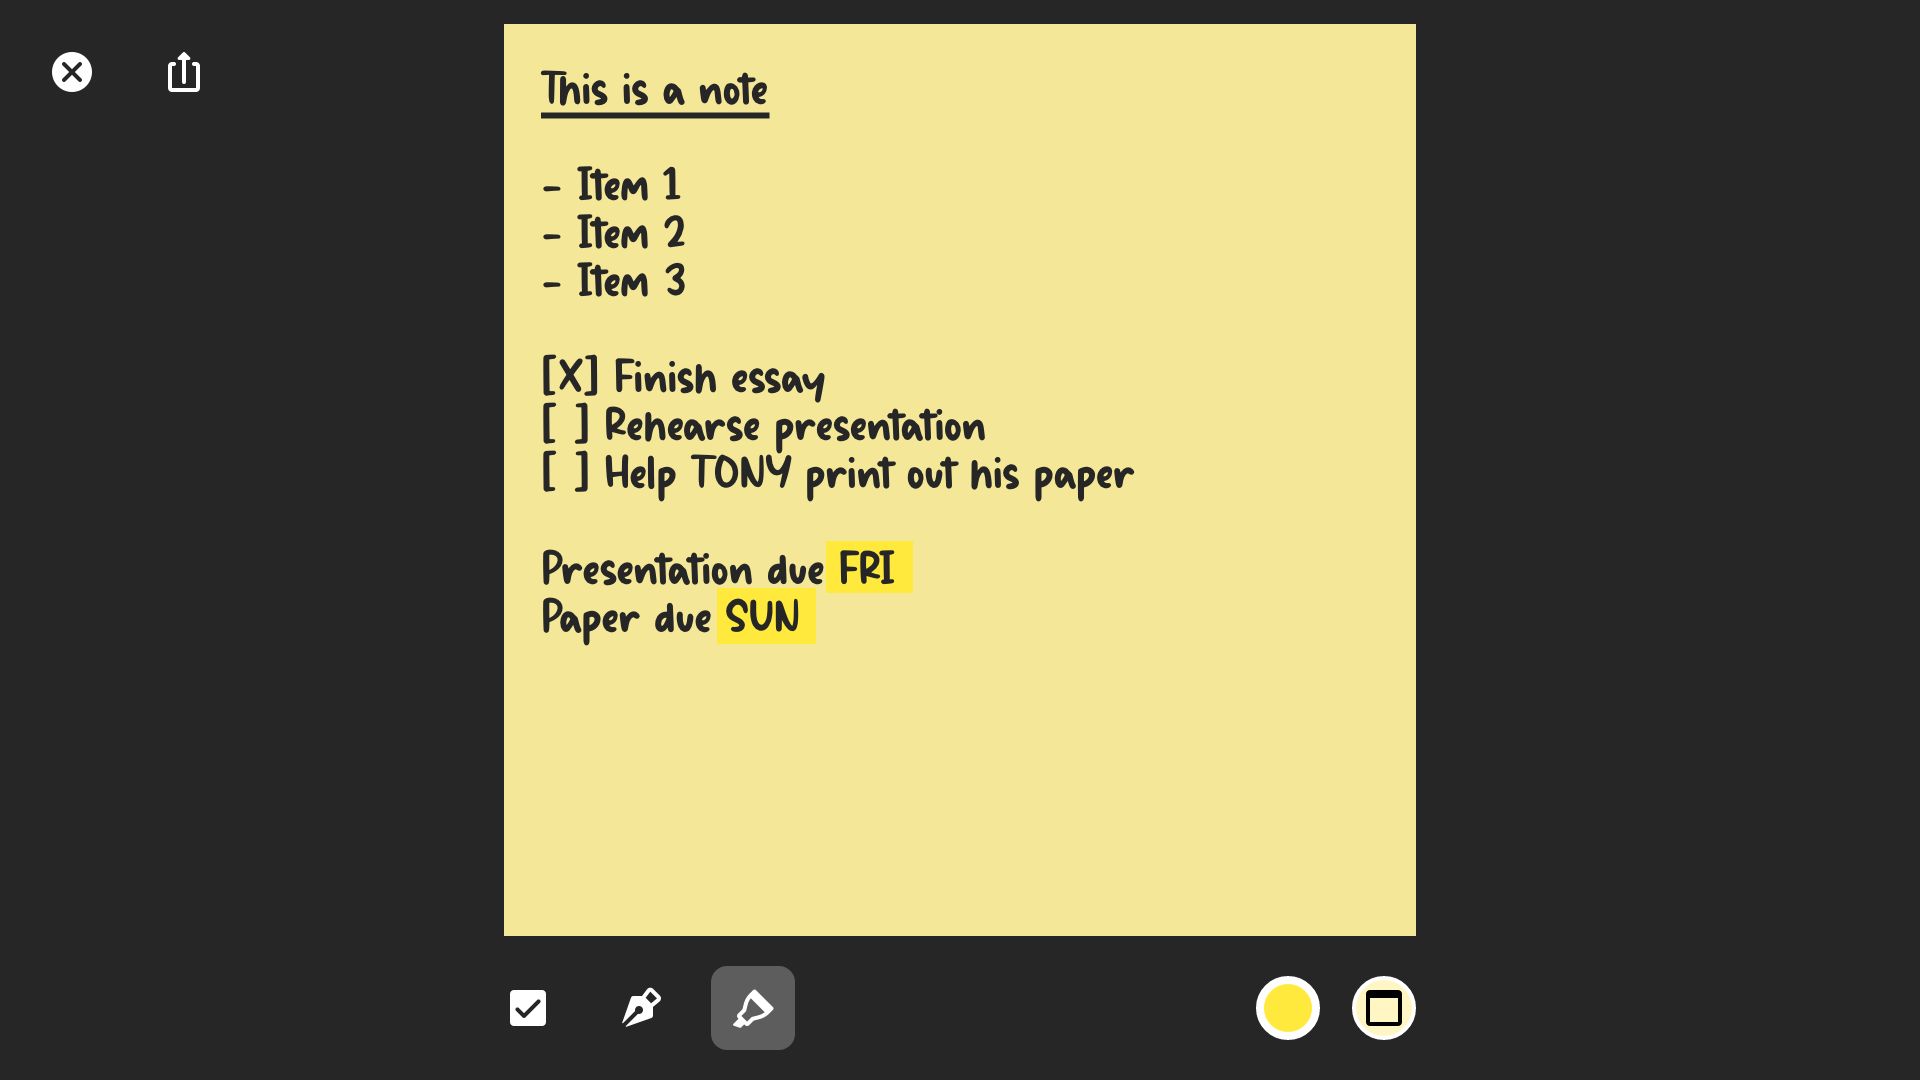 This is a note
- Item 1
- Item 2
- Item 3
[X] Finish essay
[ ] Rehearse presentation
[ ] Help TONY print out his paper
Presentation due FRI
Paper due SUN